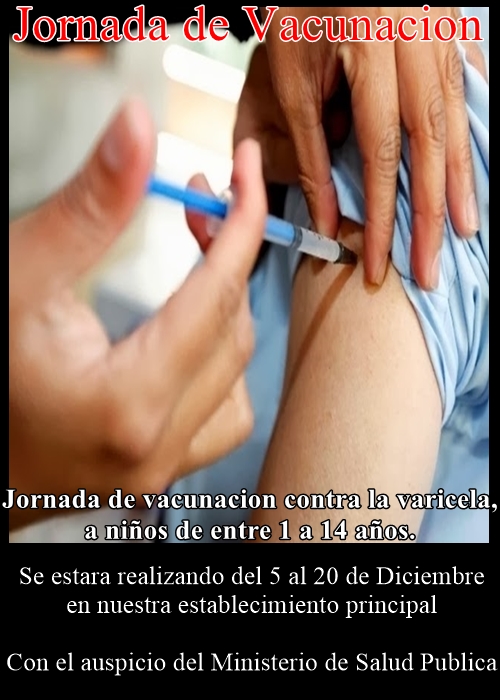 Jornada de Vacunacion
Jornada de vacunacion contra la varicela,
a niños de entre 1 a 14 años.
Se estara realizando del 5 al 20 de Diciembre
en nuestra establecimiento principal
Con el auspicio del Ministerio de Salud Publica